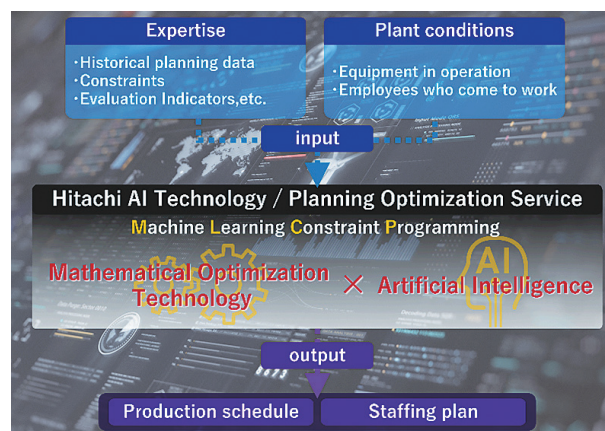 Expertise
・Historical planning data
・Constraints
・Evaluation Indicators,etc.
Plant conditions
・Equipment in operation
・Employees who come to work
input
Hitachi AI Technology / Planning Optimization Service
Machine Learning Constraint Programming
Mathematical Optimization
Technology
×
Artificial Intelligence
AI
output
Production schedule
Staffing plan